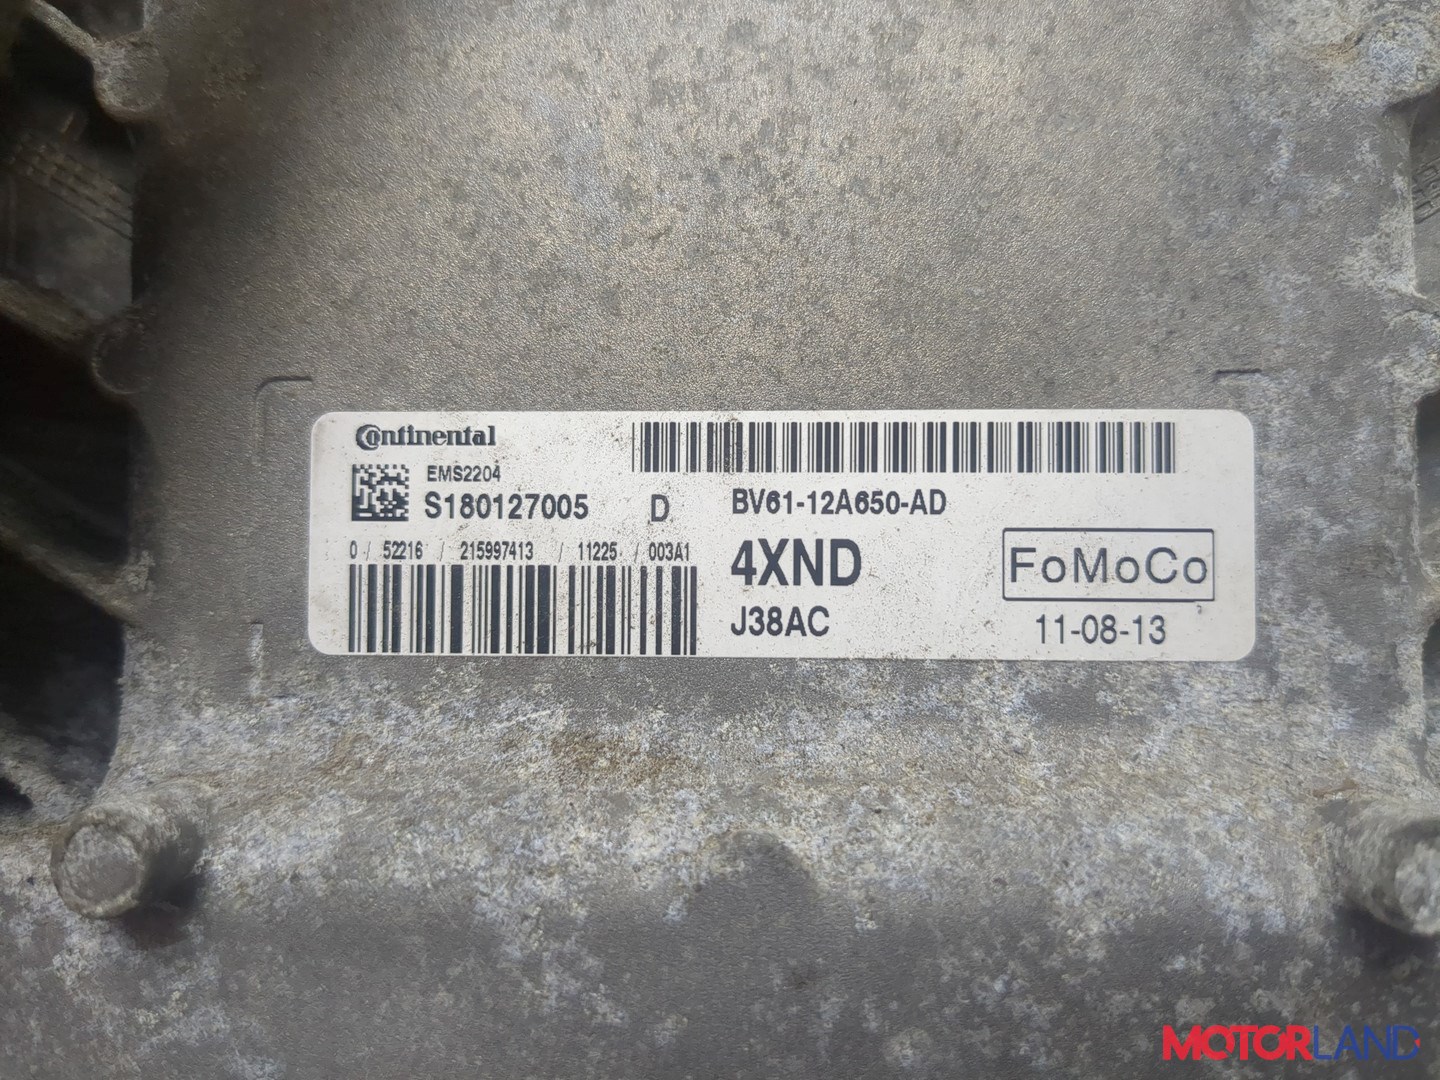 Continental
EMS2204
S180127005 D BV61-12A650-AD
0 / 52216 / 215997413 / 11225 / 003A1
4XND
FoMoCo
J38AC
11-08-13
MOTORLAND